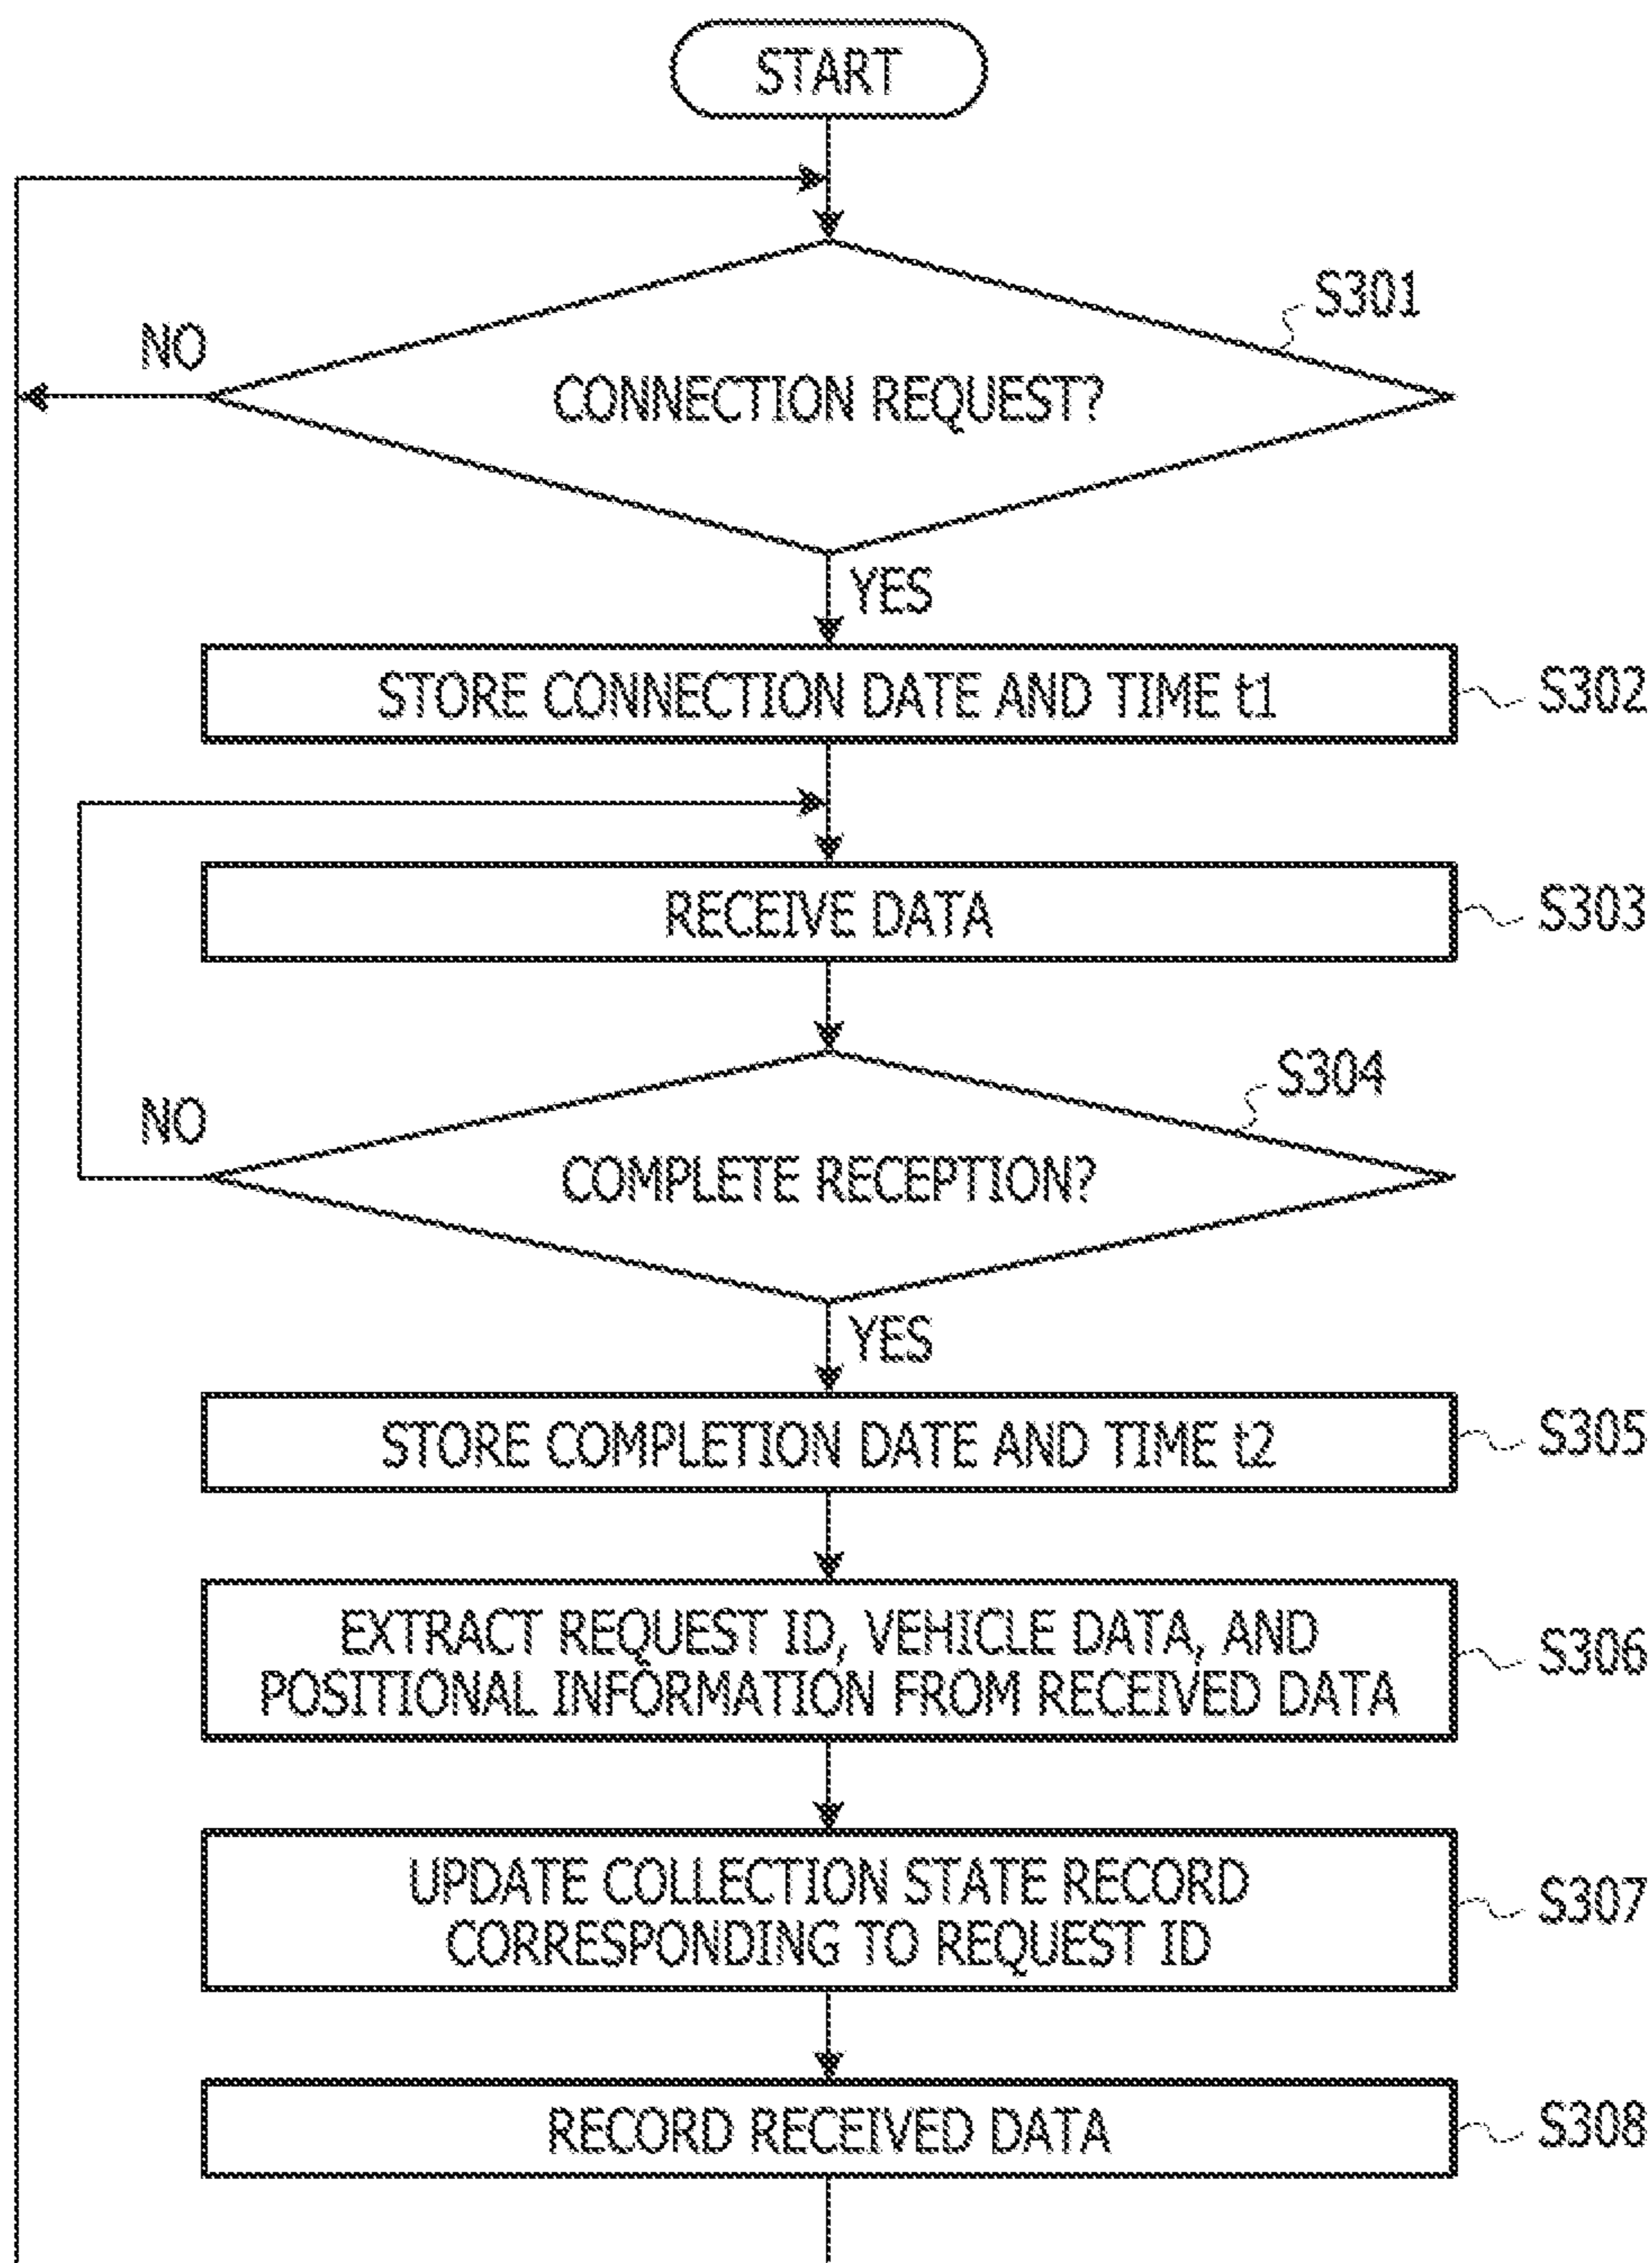 START
S301
NO
CONNECTION REQUEST?
YES
STORE CONNECTION DATE AND TIME t1
S302
RECEIVE DATA
S303
S304
NO
COMPLETE RECEPTION?
YES
STORE COMPLETION DATE AND TIME t2
S305
EXTRACT REQUEST ID, VEHICLE DATA, AND
POSITIONAL INFORMATION FROM RECEIVED DATA
S306
UPDATE COLLECTION STATE RECORD
CORRESPONDING TO REQUEST ID
S307
RECORD RECEIVED DATA
S308